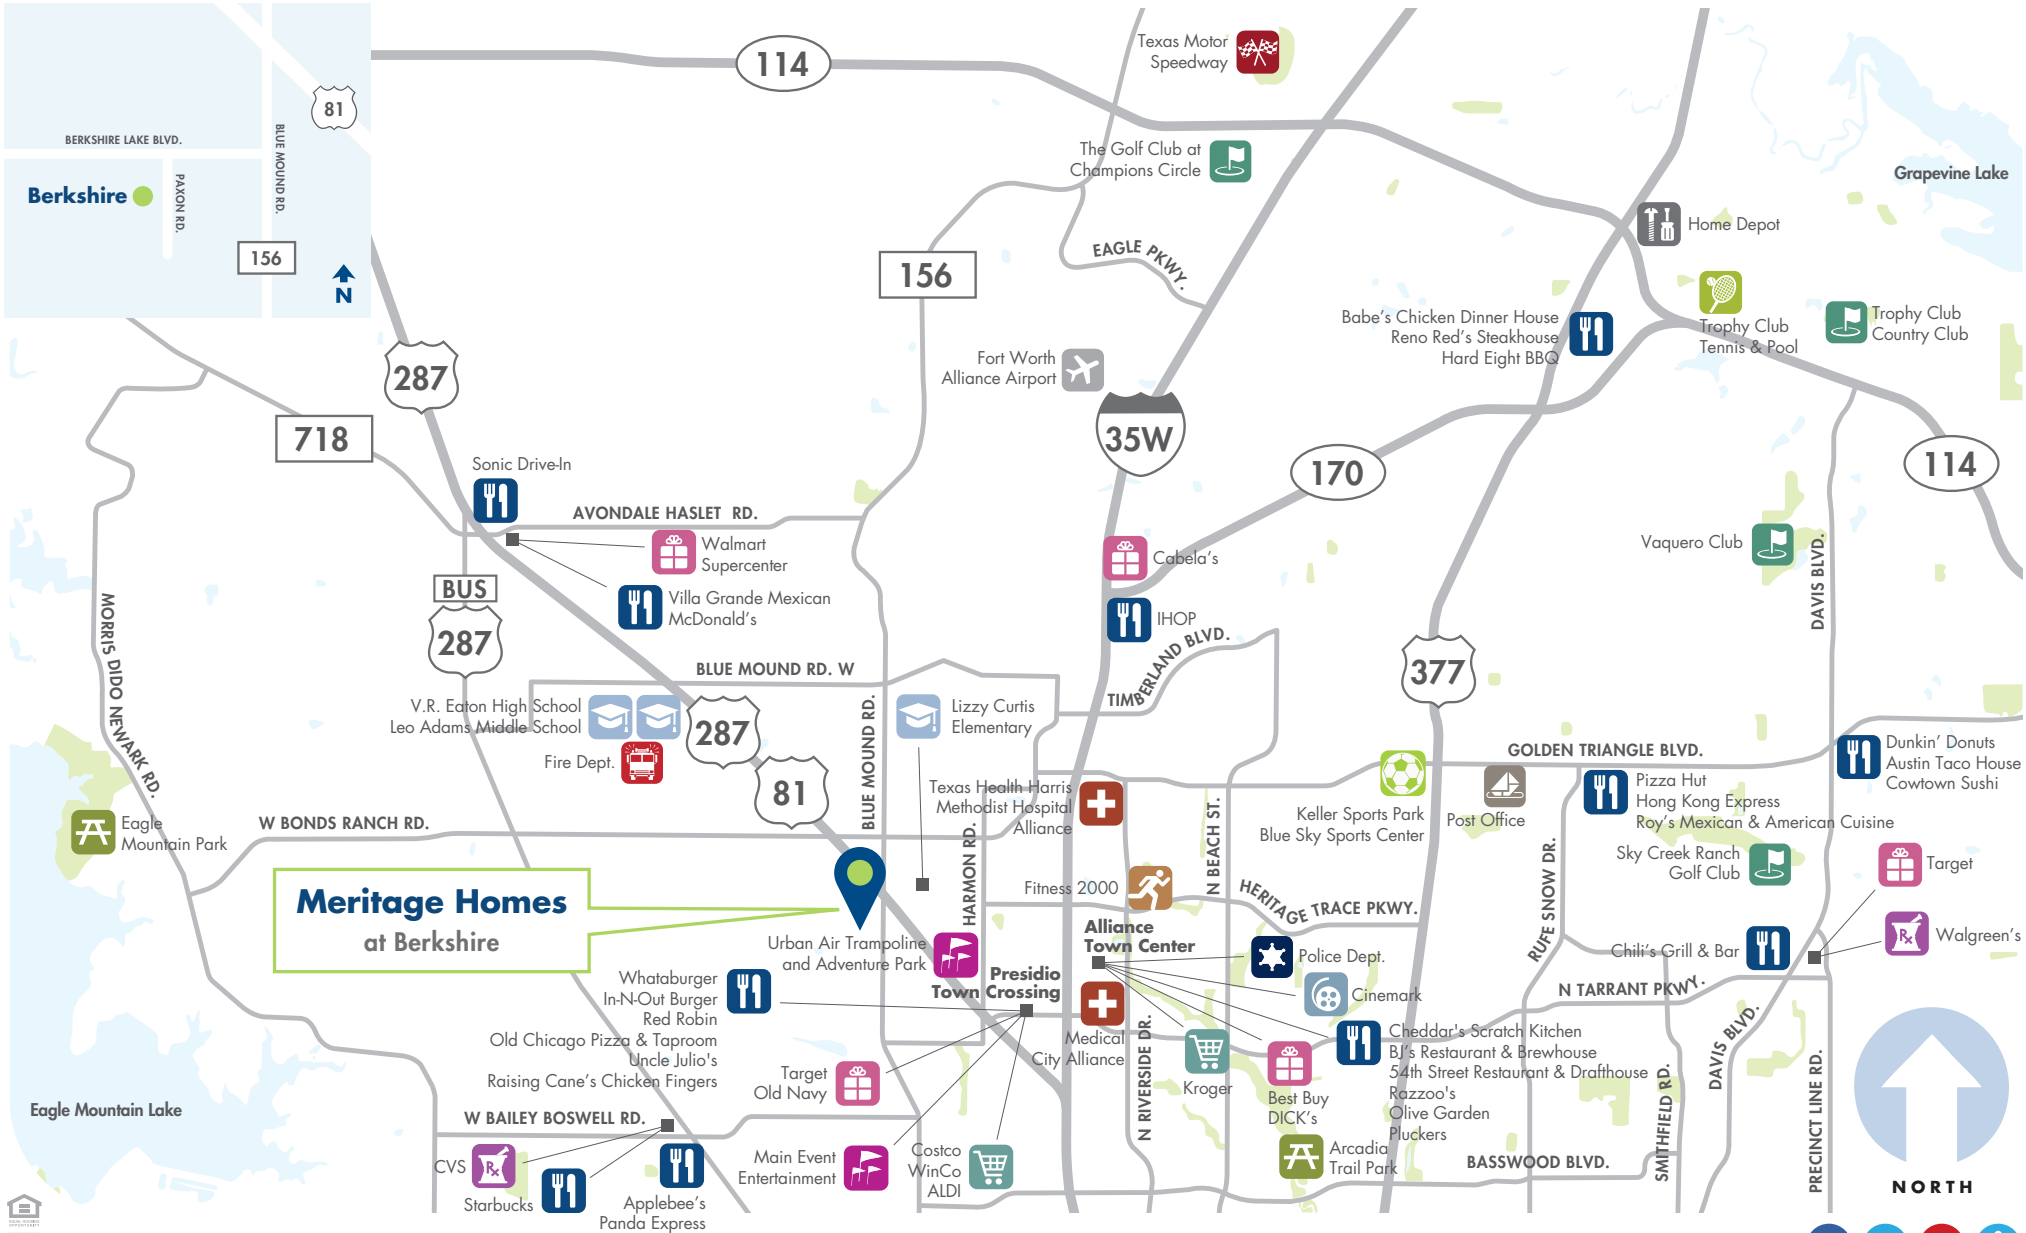 BERKSHIRE LAKE BLVD.
BLUE MOUND RD.
PAXON RD.
Berkshire
81
156
N
114
Texas Motor
Speedway
The Golf Club at
Champions Circle
Grapevine Lake
Home Depot
EAGLE PKWY.
156
Trophy Club
Tennis & Pool
Trophy Club
Country Club
Babe's Chicken Dinner House
Reno Red's Steakhouse
Hard Eight BBQ
Fort Worth
Alliance Airport
287
718
35W
170
114
Sonic Drive-In
AVONDALE HASLET RD.
Walmart
Supercenter
Villa Grande Mexican
McDonald's
Cabela's
IHOP
Vaquero Club
DAVIS BLVD.
BUS
287
MORRIS DIDO NEWARK RD.
BLUE MOUND RD. W
TIMBERLAND BLVD.
377
V.R. Eaton High School
Leo Adams Middle School
Fire Dept.
287
81
BLUE MOUND RD.
Lizzy Curtis
Elementary
GOLDEN TRIANGLE BLVD.
Dunkin' Donuts
Austin Taco House
Cowtown Sushi
Texas Health Harris
Methodist Hospital
Alliance
Keller Sports Park
Blue Sky Sports Center
Post Office
Pizza Hut
Hong Kong Express
Roy's Mexican & American Cuisine
Eagle
Mountain Park
W BONDS RANCH RD.
HARMON RD.
N BEACH ST.
Sky Creek Ranch
Golf Club
Target
RUFE SNOW DR.
Fitness 2000
HERITAGE TRACE PKWY.
Meritage Homes
at Berkshire
Alliance
Town Center
Urban Air Trampoline
and Adventure Park
Police Dept.
Chili's Grill & Bar
Walgreen's
Presidio
Town Crossing
Cinemark
N TARRANT PKWY.
Whataburger
In-N-Out Burger
Red Robin
Old Chicago Pizza & Taproom
Uncle Julio's
Raising Cane's Chicken Fingers
Medical
City Alliance
N RIVERSIDE DR.
Kroger
Cheddar's Scratch Kitchen
BJ's Restaurant & Brewhouse
54th Street Restaurant & Drafthouse
Razzoo's
Olive Garden
Pluckers
Best Buy
DICK's
DAVIS BLVD.
SMITHFIELD RD.
PRECINCT LINE RD.
Target
Old Navy
Eagle Mountain Lake
W BAILEY BOSWELL RD.
CVS
Starbucks
Applebee's
Panda Express
Main Event
Entertainment
Costco
WinCo
ALDI
Arcadia
Trail Park
BASSWOOD BLVD.
NORTH